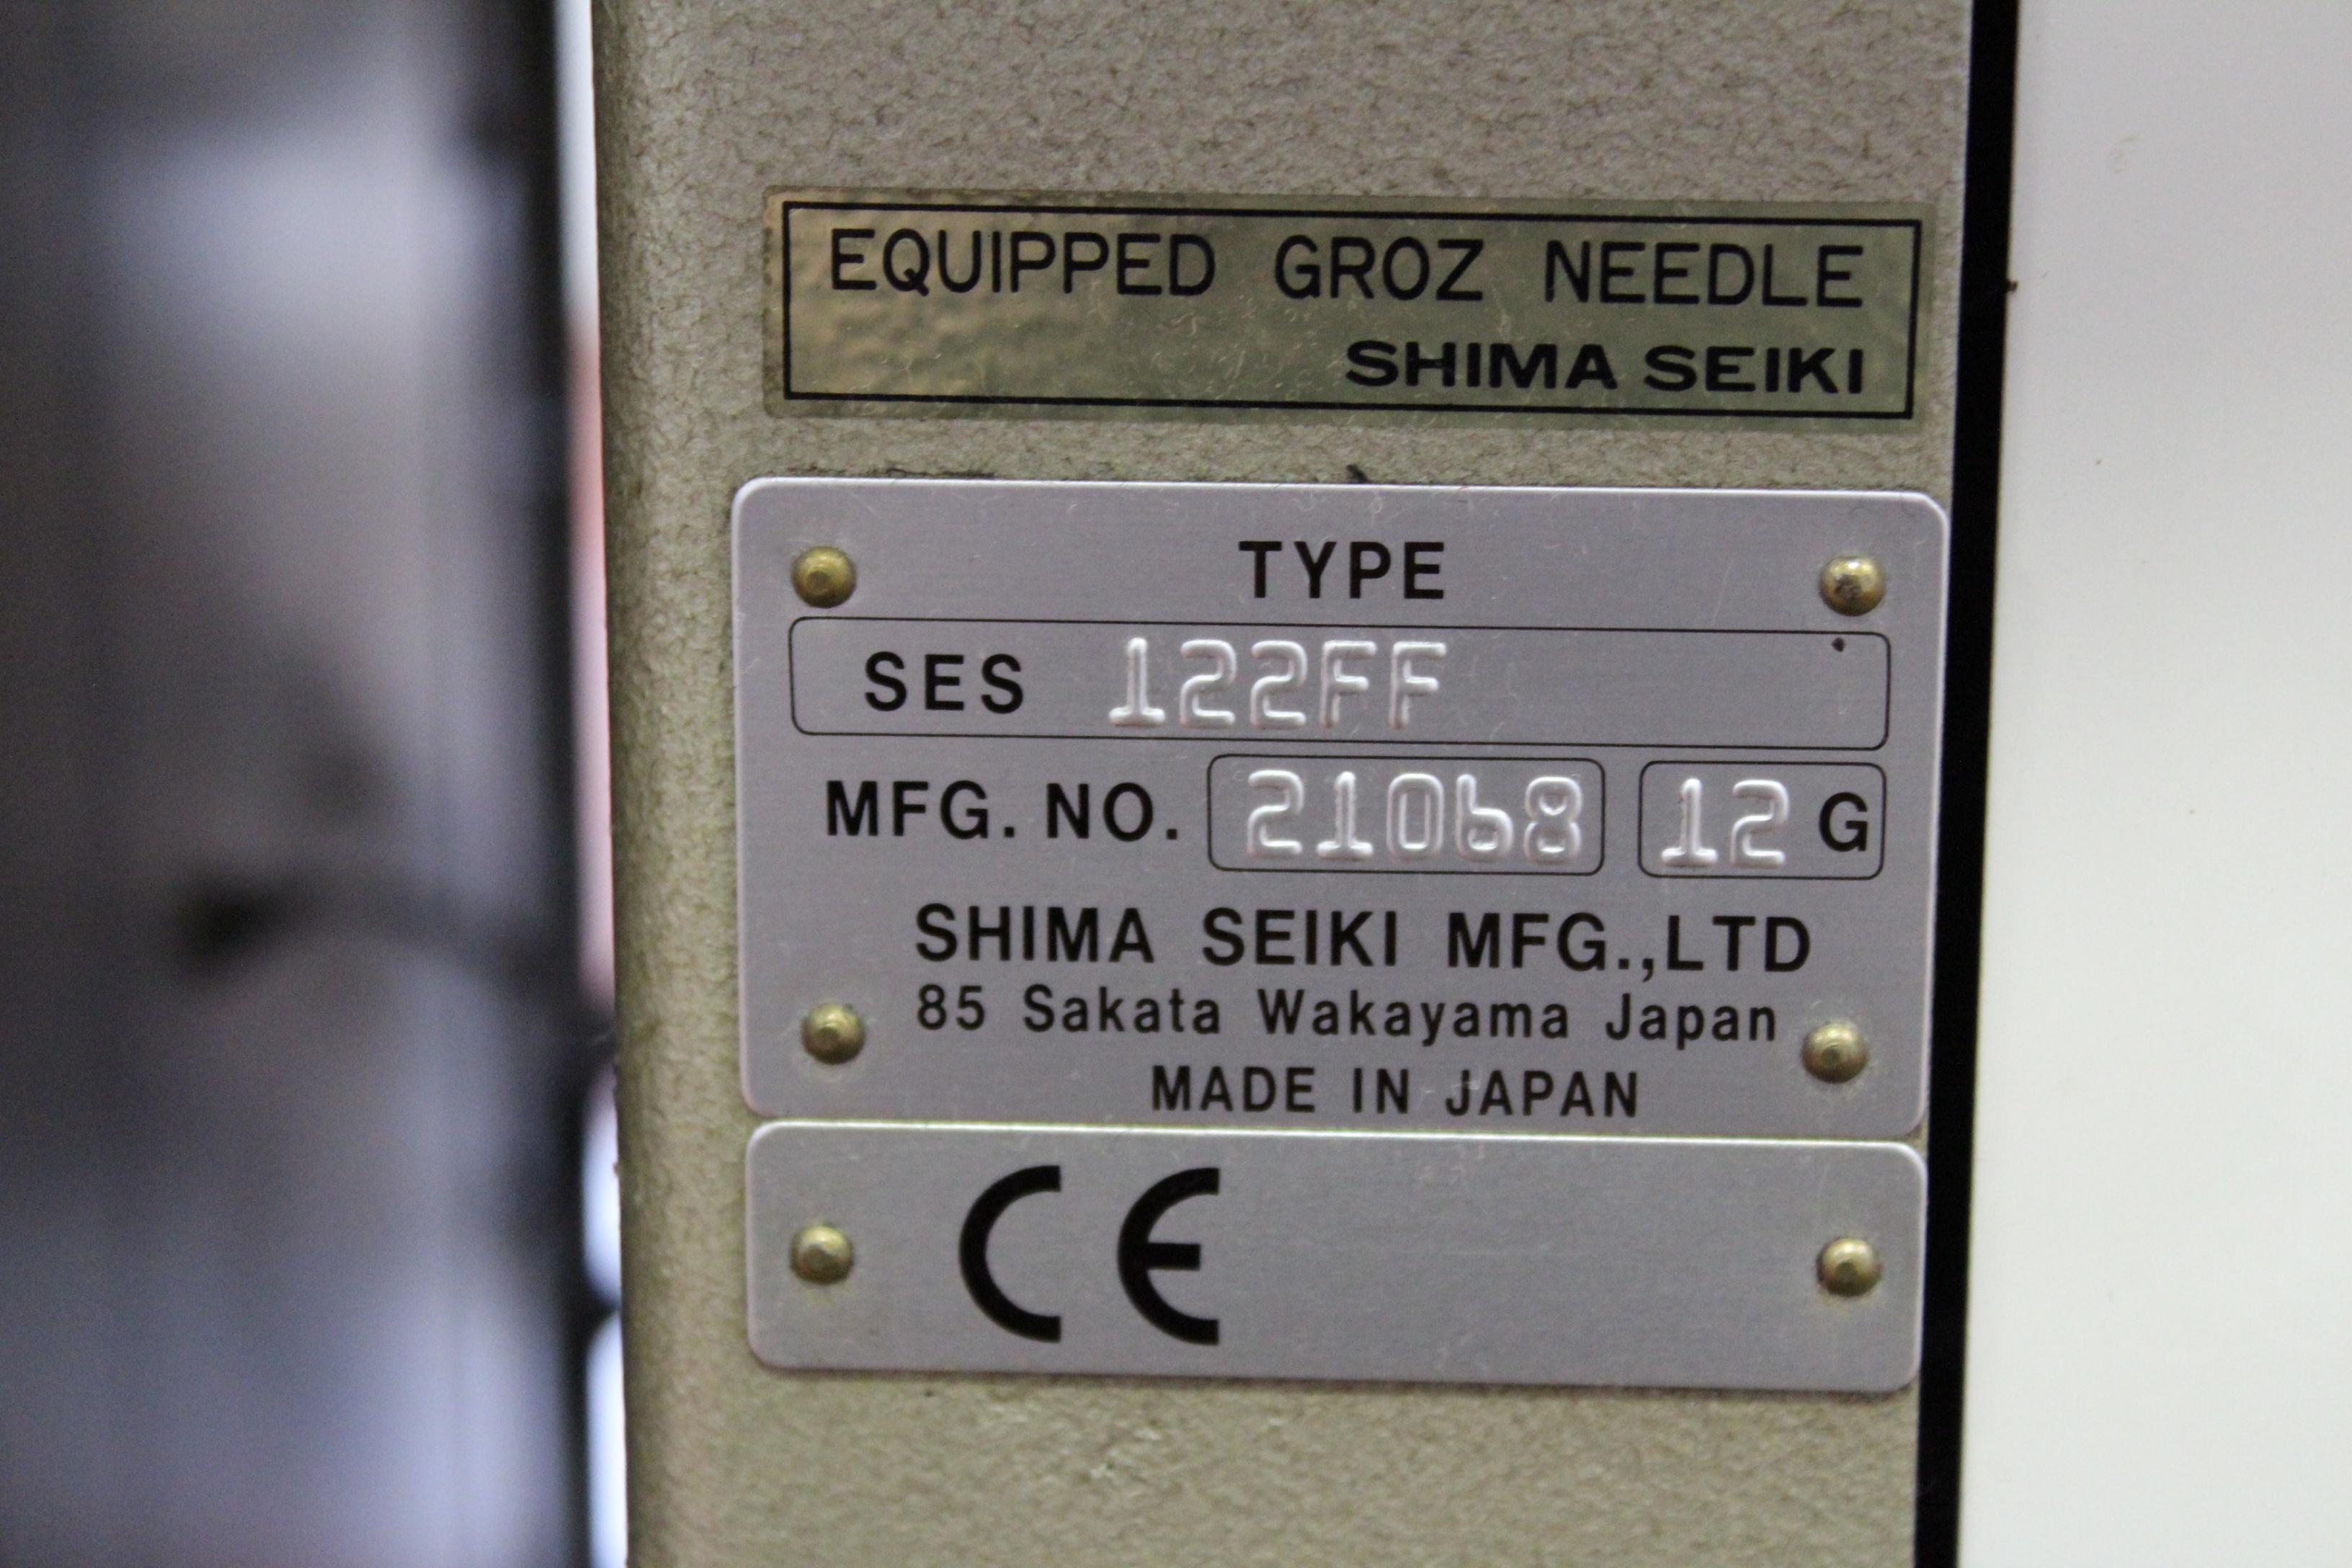 EQUIPPED GROZ NEEDLE
SHIMA SEIKI
TYPE
SES 122FF
MFG. NO. 21068 12 G
SHIMA SEIKI MFG.,LTD
85 Sakata Wakayama Japan
MADE IN JAPAN
CE